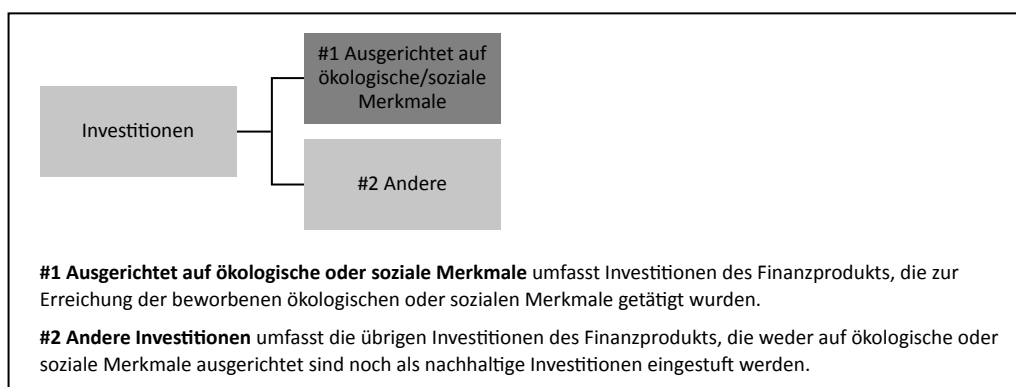 #1 Ausgerichtet auf
ökologische/soziale
Merkmale
Investitionen
#2 Andere
#1 Ausgerichtet auf ökologische oder soziale Merkmale umfasst Investitionen des Finanzprodukts, die zur
Erreichung der beworbenen ökologischen oder sozialen Merkmale getätigt wurden.
#2 Andere Investitionen umfasst die übrigen Investitionen des Finanzprodukts, die weder auf ökologische oder
soziale Merkmale ausgerichtet sind noch als nachhaltige Investitionen eingestuft werden.